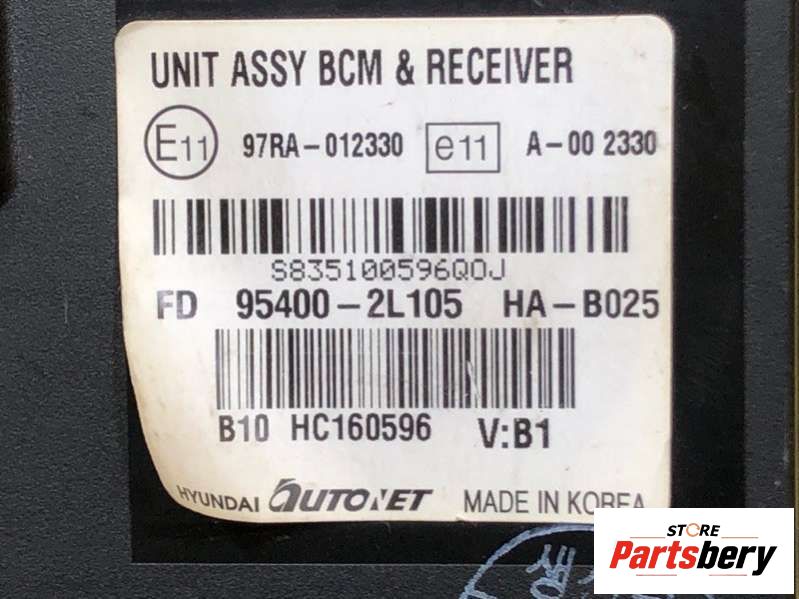 UNIT ASSY BCM & RECEIVER
E11 97RA-012330 e11 A-00 2330
S835100596Q0J
FD 95400-2L105 HA-B025
B10 HC160596 V:B1
HYUNDAI AUTONET MADE IN KOREA
STORE
Partsbery